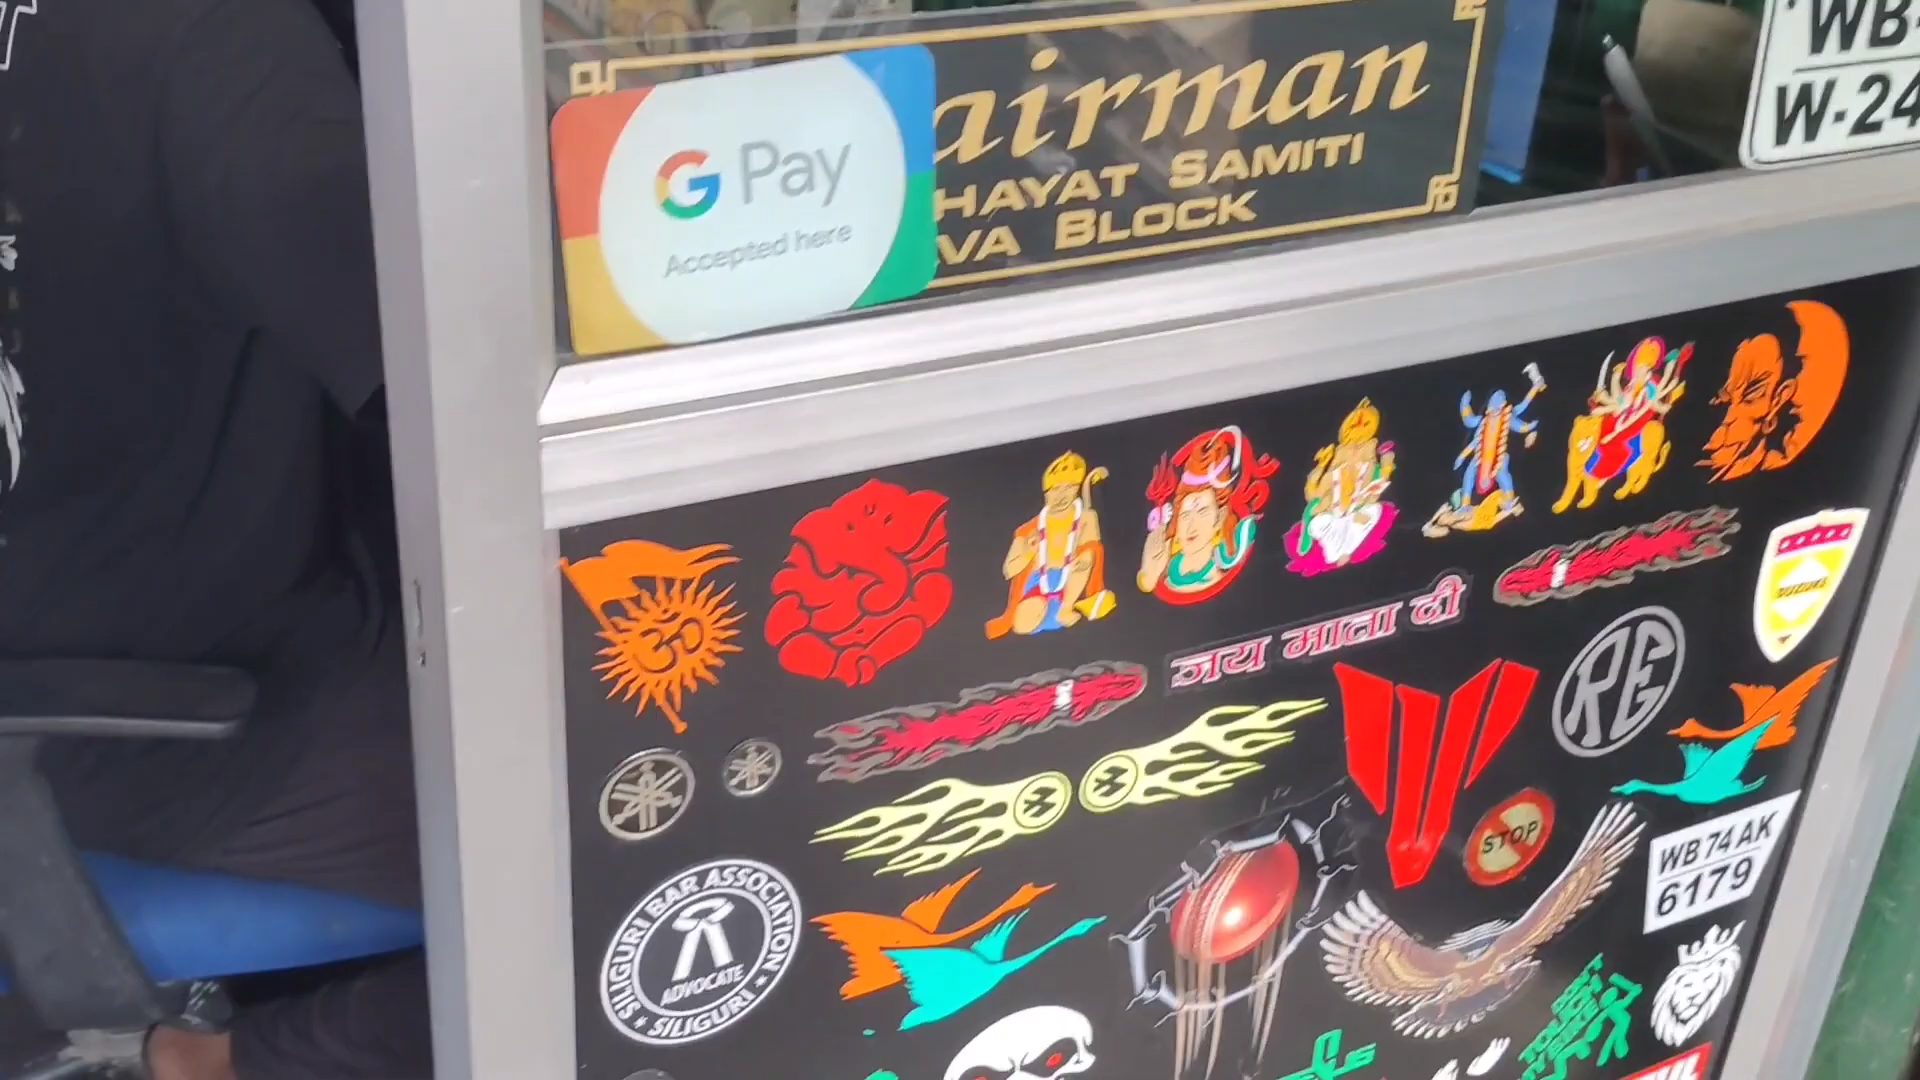 G Pay
Accepted here
airman
HAYAT SAMITI
VA BLOCK
WB-
W-24
ॐ
जय माता दी
SUZUKI
RE
STOP
WB 74 AK
6179
SILIGURI BAR ASSOCIATION
ADVOCATE
SILIGURI